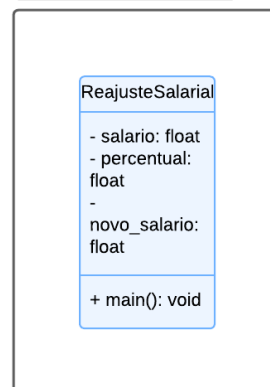 ReajusteSalarial
- salario: float
- percentual:
float
-
novo_salario:
float
+ main(): void